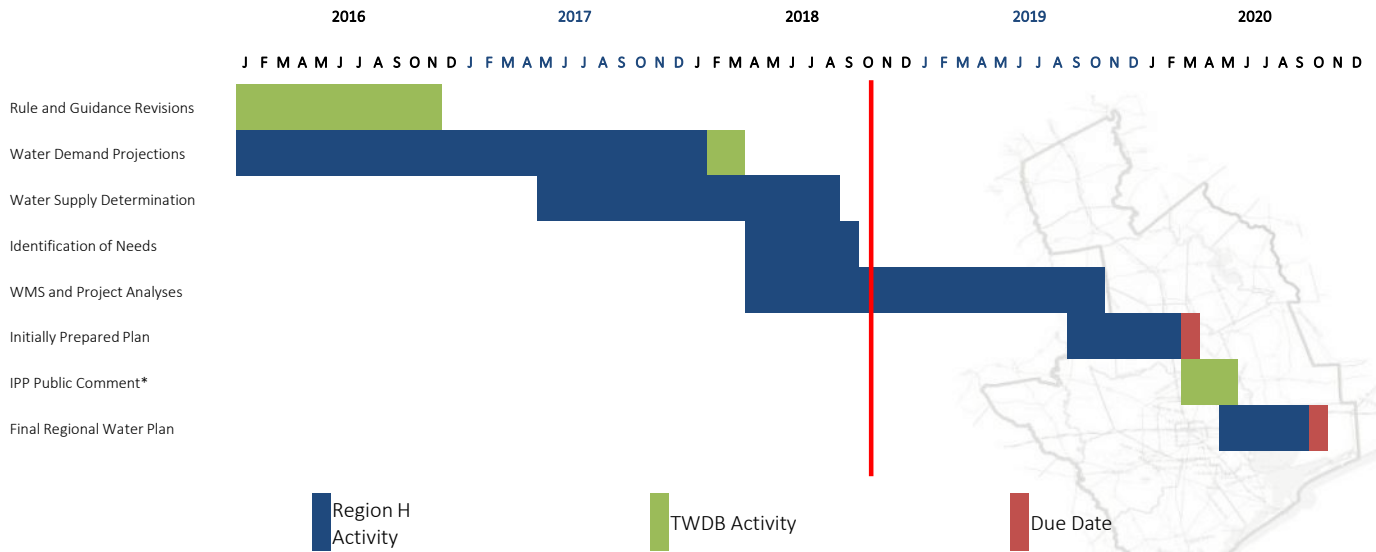 2016 2017 2018 2019 2020
J F M A M J J A S O N D J F M A M J J A S O N D J F M A M J J A S O N D J F M A M J J A S O N D J F M A M J J A S O N D
Rule and Guidance Revisions
Water Demand Projections
Water Supply Determination
Identification of Needs
WMS and Project Analyses
Initially Prepared Plan
IPP Public Comment*
Final Regional Water Plan
Region H
Activity
TWDB Activity
Due Date